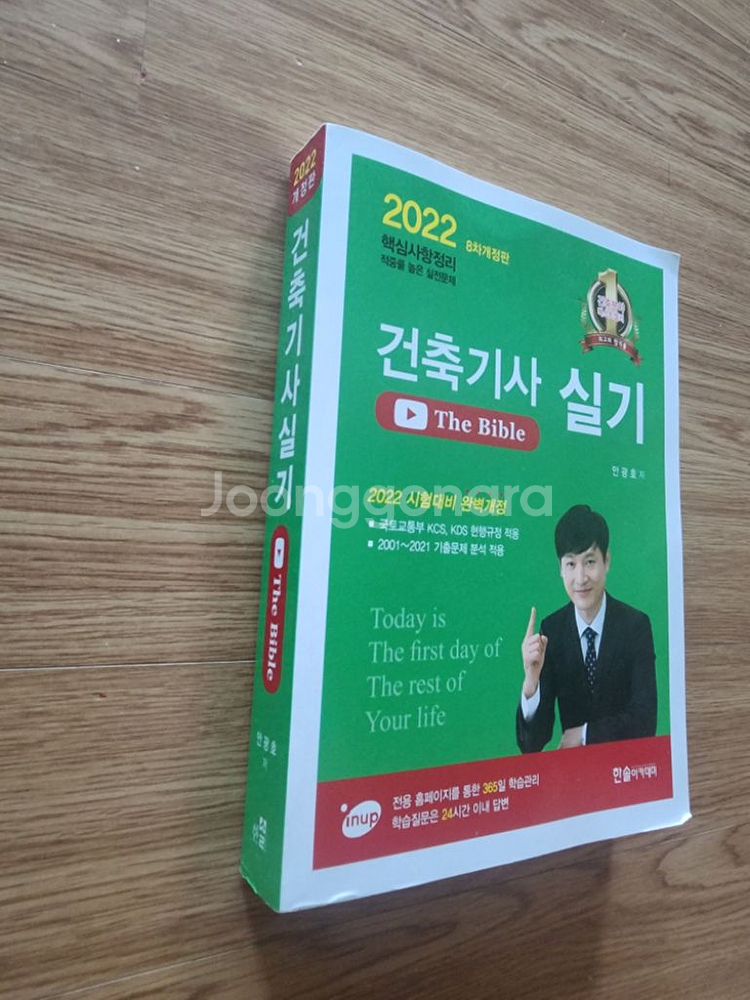 2022
개정판
건축기사실기
The Bible
안광호
저
2022
핵심사항정리
8차개정판
적중률 높은 실전문제
1
건축기사 실기
The Bible
안광호 저
2022 시험대비 완벽개정
■ 국토교통부 KCS, KDS 현행규정 적용
■ 2001~2021 기출문제 분석 적용
Joonggonara
Today is
The first day of
The rest of
Your life
한솔아카데미
inup
전용 홈페이지를 통한 365일 학습관리
학습질문은 24시간 이내 답변